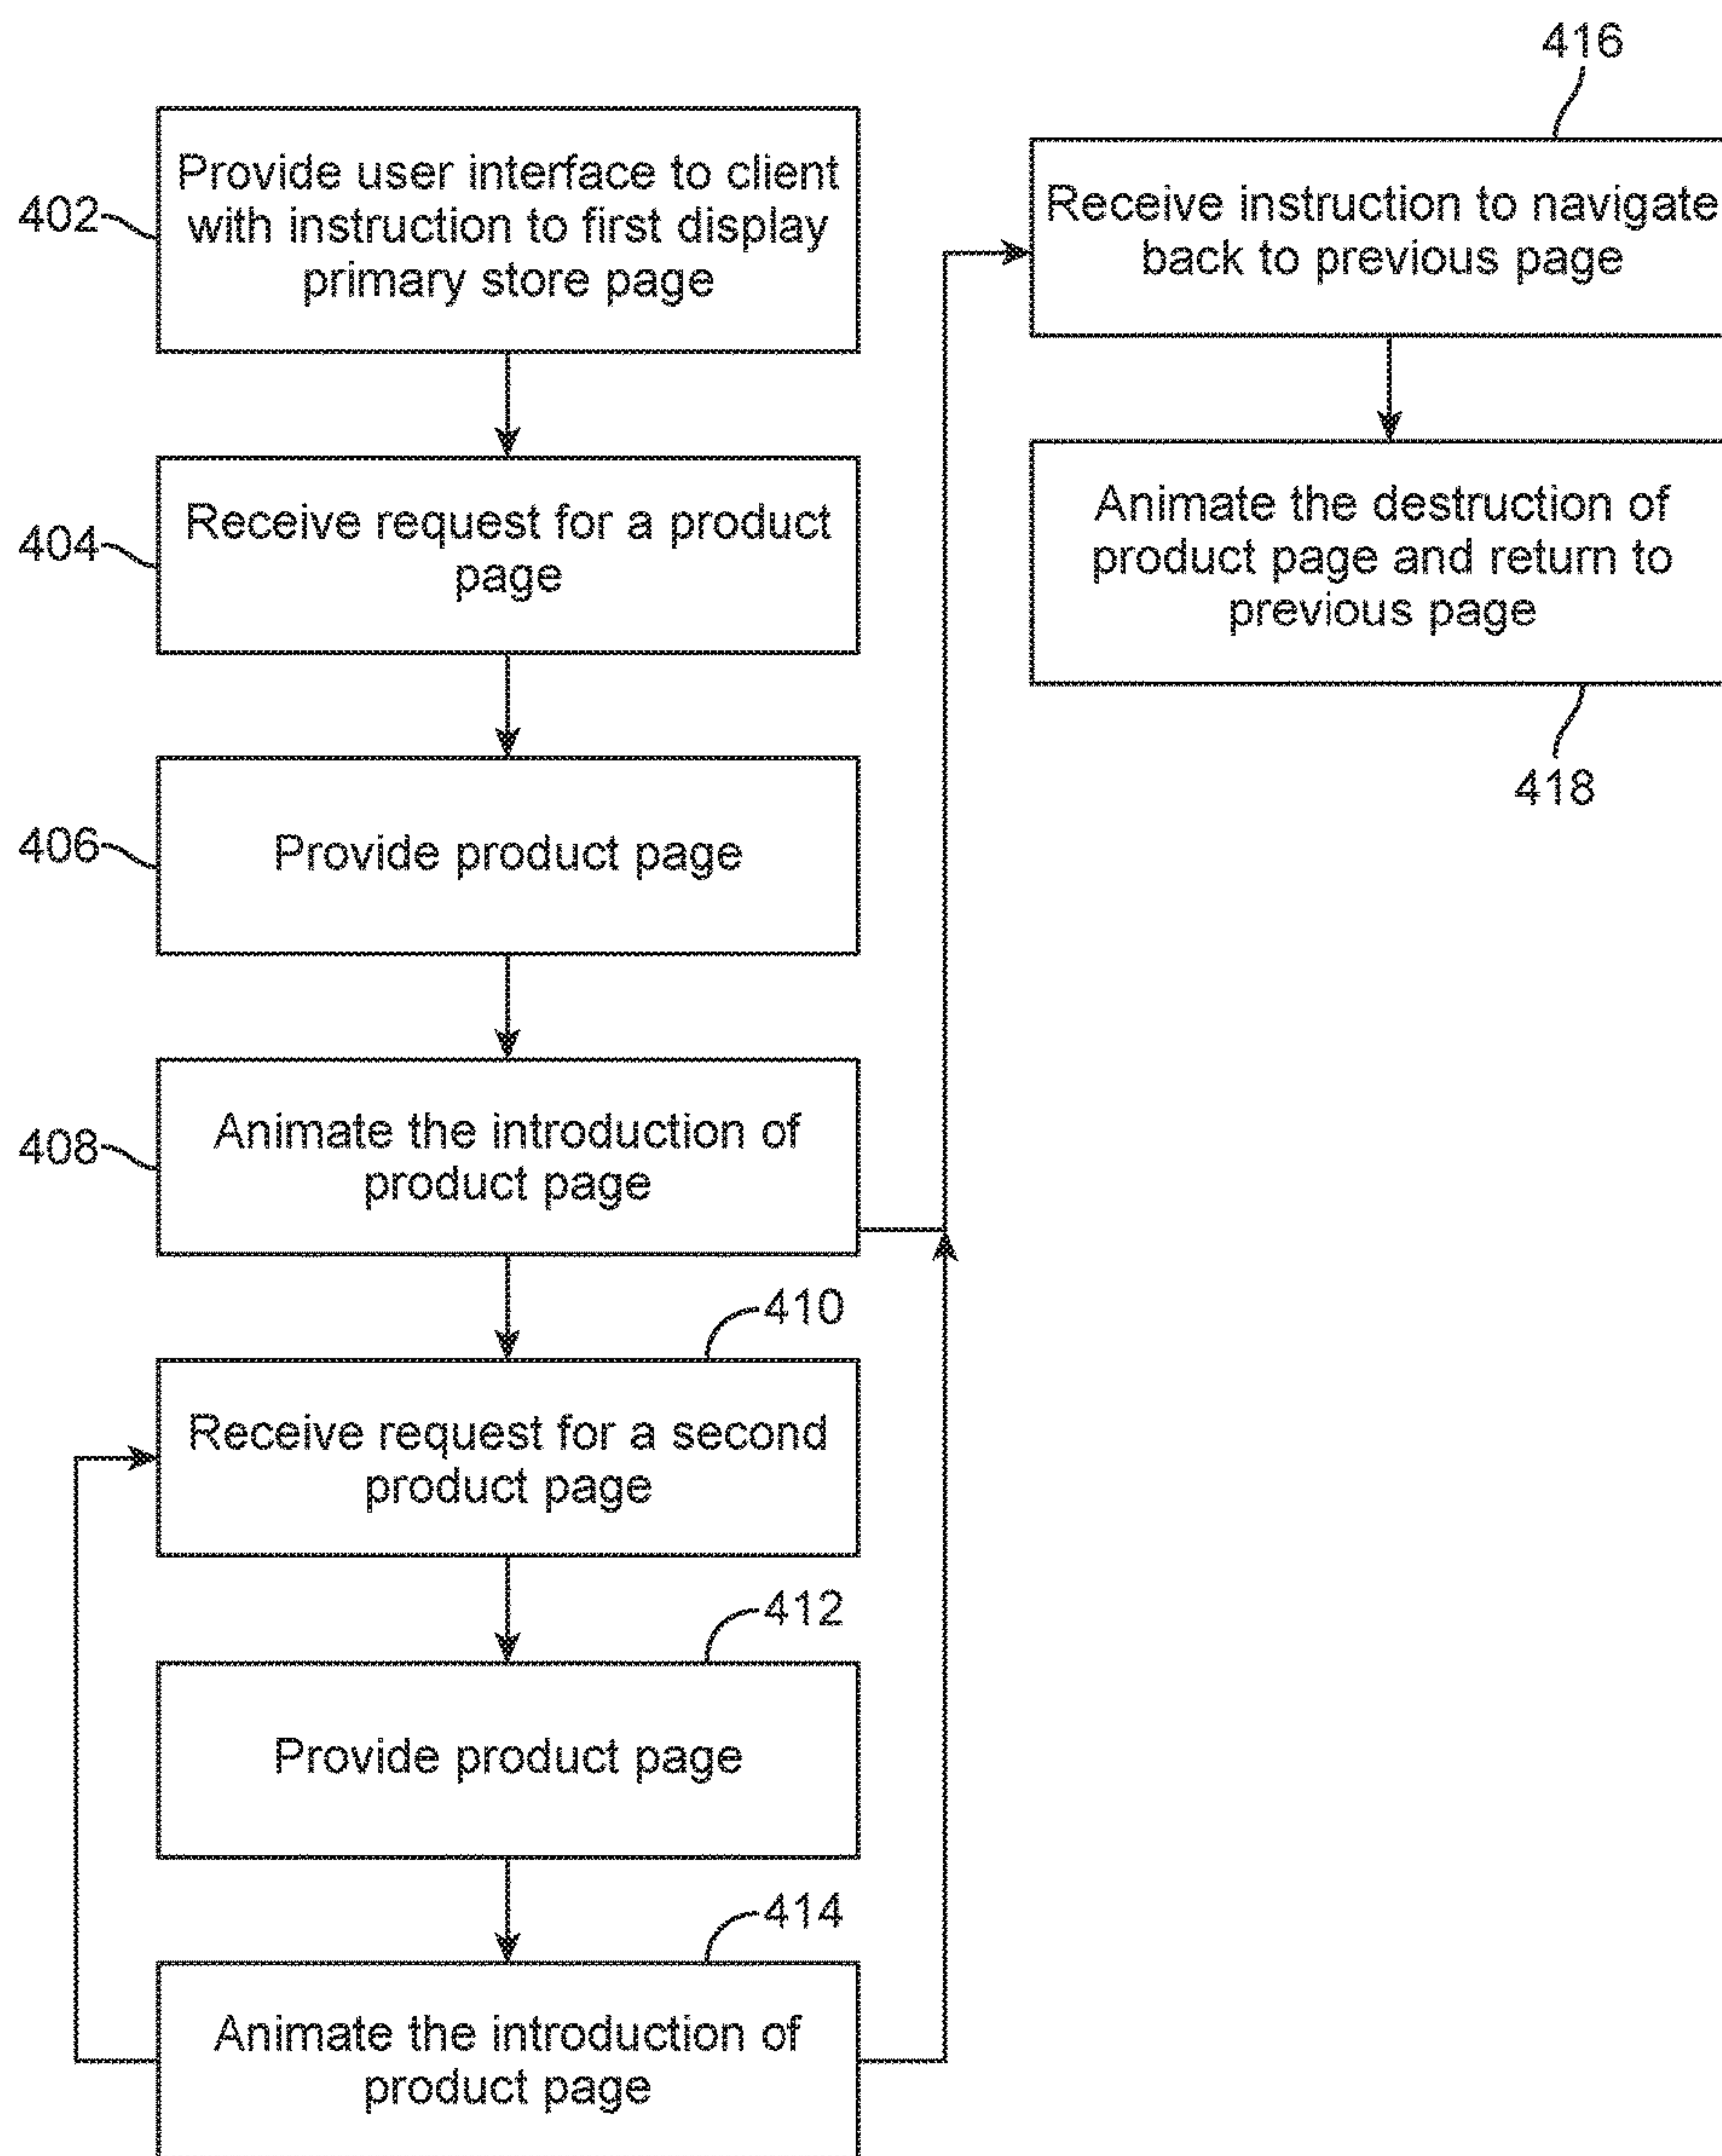 402
Provide user interface to client
with instruction to first display
primary store page
404
Receive request for a product
page
406
Provide product page
408
Animate the introduction of
product page
410
Receive request for a second
product page
412
Provide product page
414
Animate the introduction of
product page
416
Receive instruction to navigate
back to previous page
Animate the destruction of
product page and return to
previous page
418